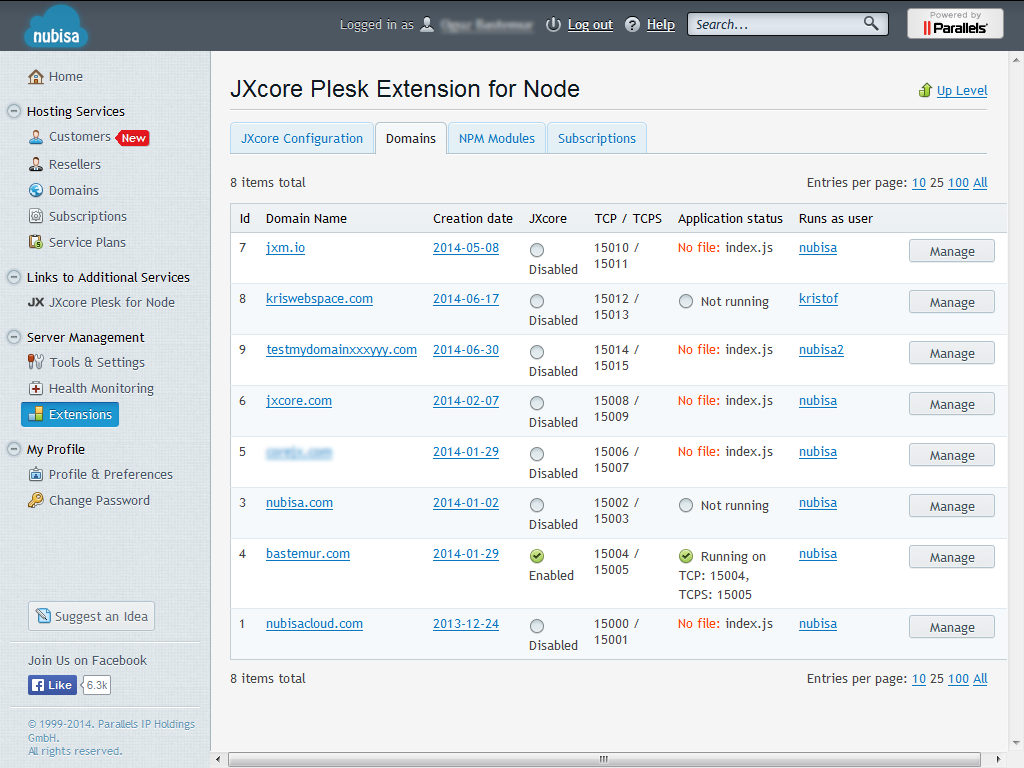 nubisa
Logged in as
Log out
Help
Search...
Powered by
Parallels
Home
Hosting Services
Customers New
Resellers
Domains
Subscriptions
Service Plans
Links to Additional Services
JX JXcore Plesk for Node
Server Management
Tools & Settings
Health Monitoring
Extensions
My Profile
Profile & Preferences
Change Password
Suggest an Idea
Join Us on Facebook
Like 6.3k
© 1999-2014. Parallels IP Holdings
GmbH.
All rights reserved.
JXcore Plesk Extension for Node
Up Level
JXcore Configuration Domains NPM Modules Subscriptions
8 items total Entries per page: 10 25 100 All
Id Domain Name Creation date JXcore TCP / TCPS Application status Runs as user
7 jxm.io 2014-05-08 15010 / No file: index.js nubisa Manage
Disabled 15011
8 kriswebspace.com 2014-06-17 15012 / Not running kristof Manage
Disabled 15013
9 testmydomainxxxyyy.com 2014-06-30 15014 / No file: index.js nubisa2 Manage
Disabled 15015
6 jxcore.com 2014-02-07 15008 / No file: index.js nubisa Manage
Disabled 15009
5 2014-01-29 15006 / No file: index.js nubisa Manage
Disabled 15007
3 nubisa.com 2014-01-02 15002 / Not running nubisa Manage
Disabled 15003
4 bastemur.com 2014-01-29 15004 / Running on nubisa Manage
Enabled 15005 TCP: 15004,
TCPS: 15005
1 nubisacloud.com 2013-12-24 15000 / No file: index.js nubisa Manage
Disabled 15001
8 items total Entries per page: 10 25 100 All